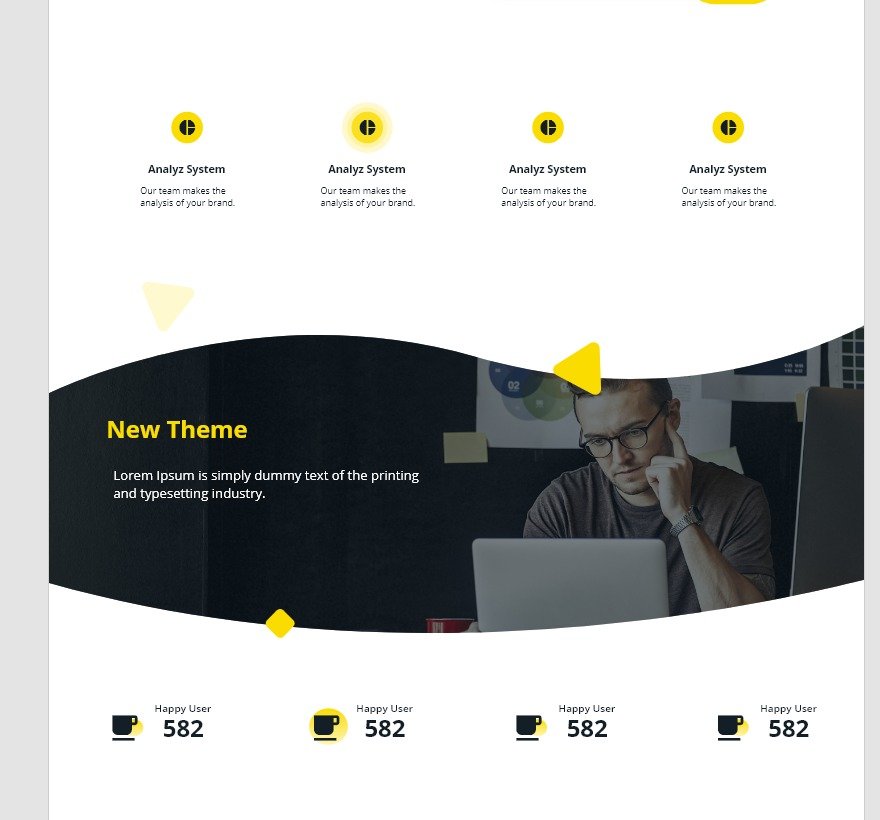 Analyz System
Our team makes the
analysis of your brand.
Analyz System
Our team makes the
analysis of your brand.
Analyz System
Our team makes the
analysis of your brand.
Analyz System
Our team makes the
analysis of your brand.
02
New Theme
Lorem Ipsum is simply dummy text of the printing
and typesetting industry.
Happy User
582
Happy User
582
Happy User
582
Happy User
582